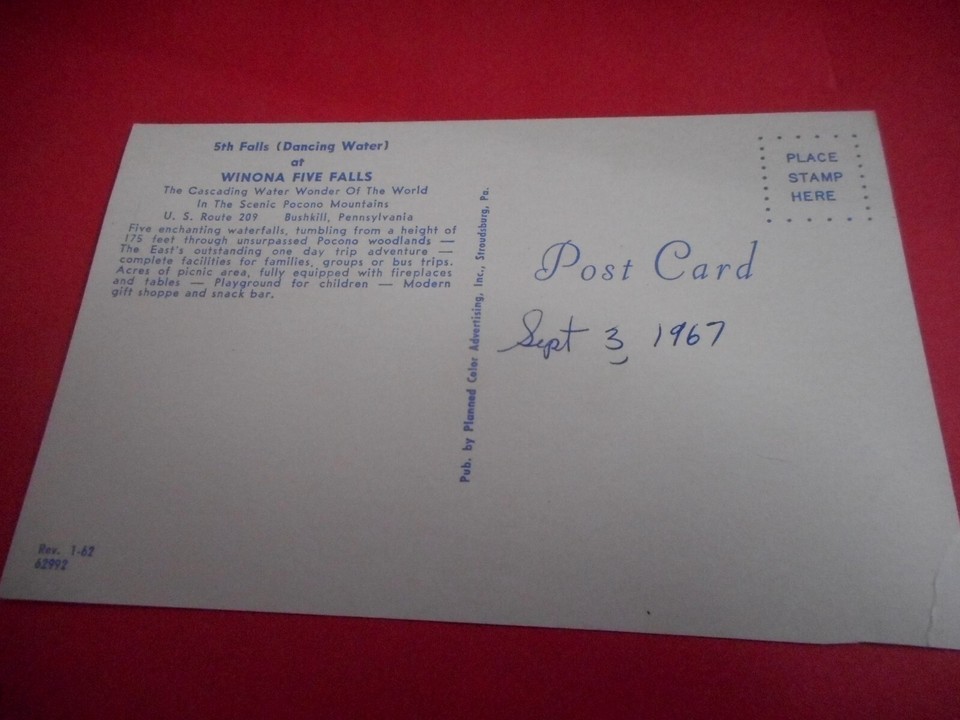 5th Falls (Dancing Water)
at
WINONA FIVE FALLS
The Cascading Water Wonder Of The World
In The Scenic Pocono Mountains
U. S. Route 209 Bushkill, Pennsylvania
Five enchanting waterfalls, tumbling from a height of
175 feet through unsurpassed Pocono woodlands —
The East's outstanding one day trip adventure —
complete facilities for families, groups or bus trips.
Acres of picnic area, fully equipped with fireplaces
and tables — Playground for children — Modern
gift shoppe and snack bar.
Rev. 1-62
62992
Pub. by Planned Color Advertising, Inc., Stroudsburg, Pa.
PLACE
STAMP
HERE
Post Card
Sept 3 1967